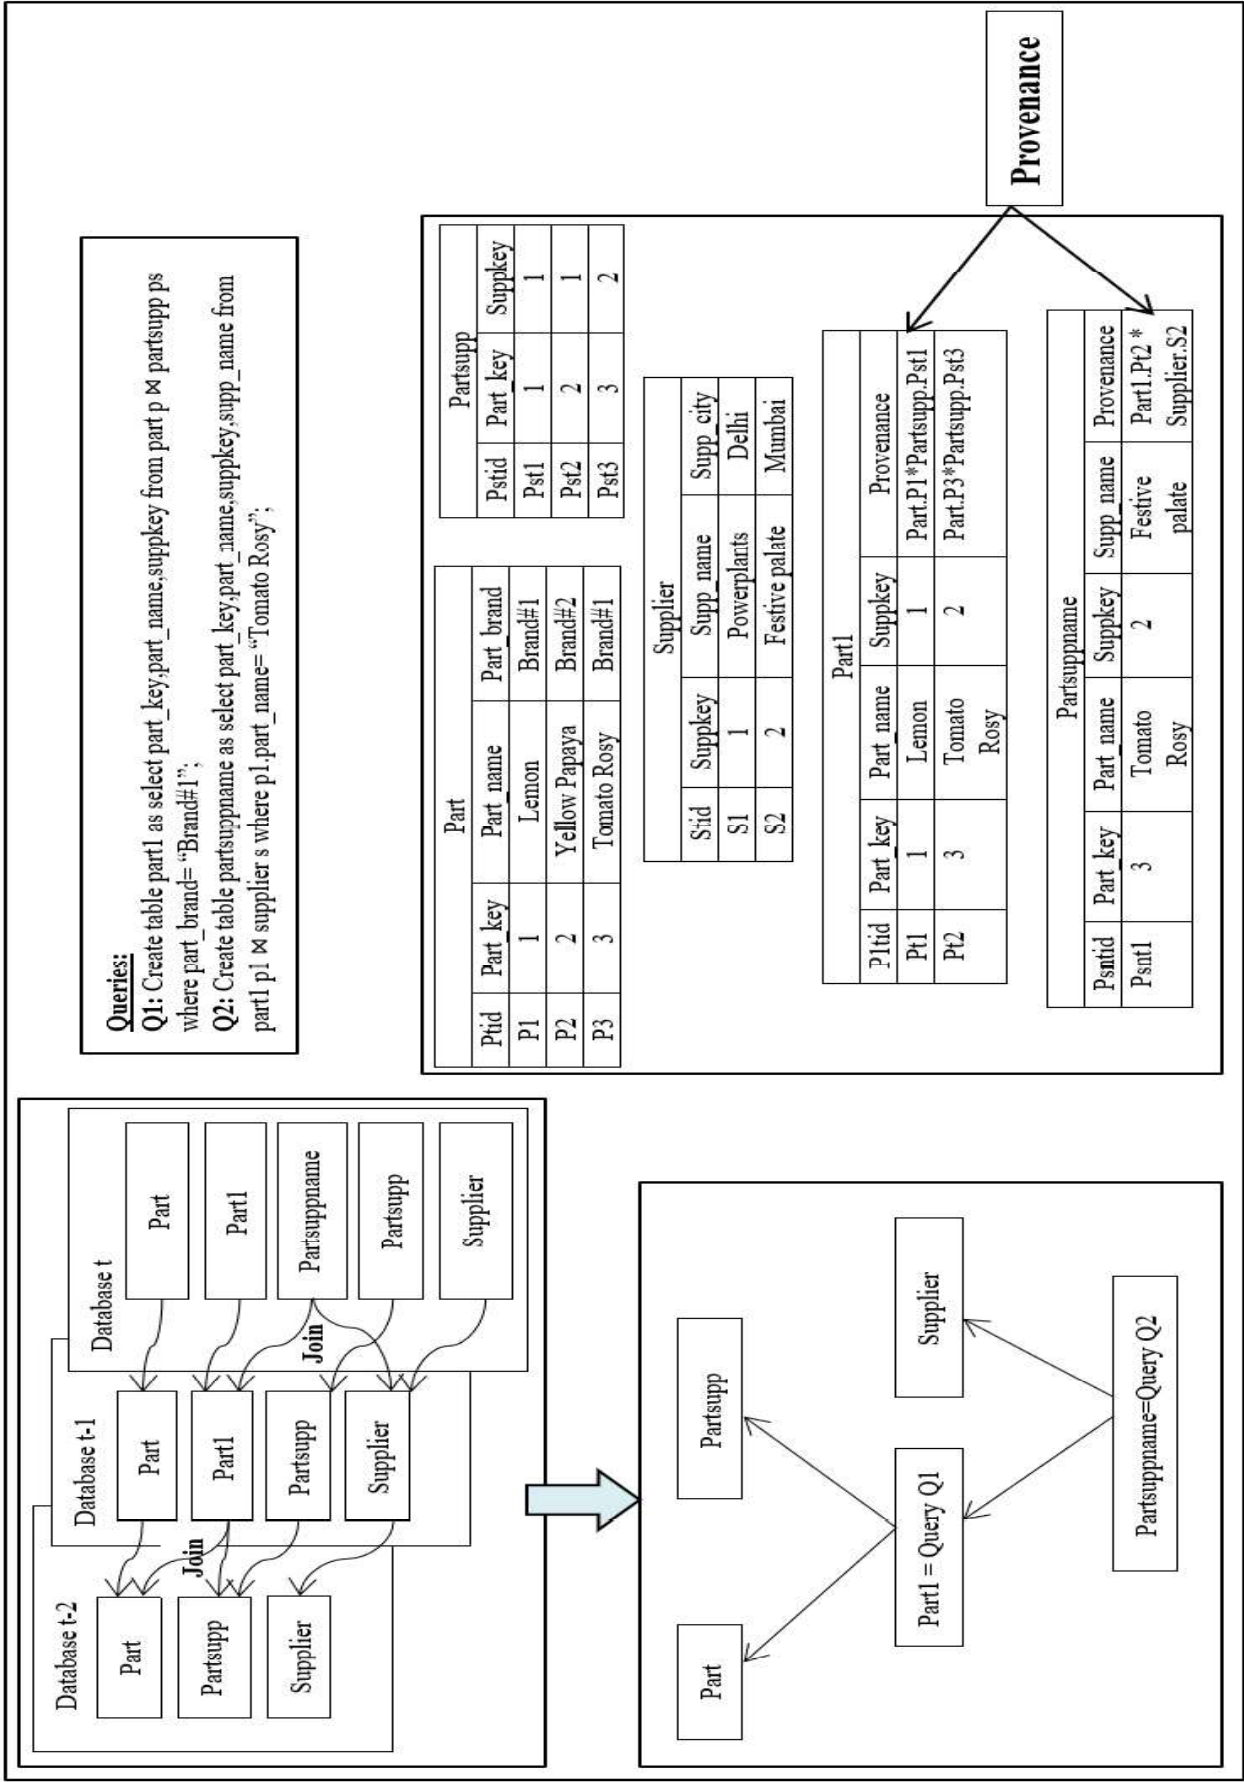 Database t-2
Part
Partsupp
Supplier
Join
Database t-1
Part
Part1
Partsupp
Supplier
Join
Database t
Part
Part1
Partsuppname
Partsupp
Supplier
Queries:
Q1: Create table part1 as select part_key,part_name,suppkey from part p ⋈ partsupp ps
where part_brand= “Brand#1”;
Q2: Create table partsuppname as select part_key,part_name,suppkey,supp_name from
part1 p1 ⋈ supplier s where p1.part_name= “Tomato Rosy”;
Part
Partsupp
Part1 = Query Q1
Supplier
Partsuppname=Query Q2
Part
Ptid Part_key Part_name Part_brand
P1 1 Lemon Brand#1
P2 2 Yellow Papaya Brand#2
P3 3 Tomato Rosy Brand#1
Partsupp
Pstid Part_key Suppkey
Pst1 1 1
Pst2 2 1
Pst3 3 2
Supplier
Stid Suppkey Supp_name Supp_city
S1 1 Powerplants Delhi
S2 2 Festive palate Mumbai
Part1
P1tid Part_key Part_name Suppkey Provenance
Pt1 1 Lemon 1 Part.P1*Partsupp.Pst1
Pt2 3 Tomato 2 Part.P3*Partsupp.Pst3
Rosy
Partsuppname
Psntid Part_key Part_name Suppkey Supp_name Provenance
Psnt1 3 Tomato 2 Festive Part1.Pt2 *
Rosy palate Supplier.S2
Provenance